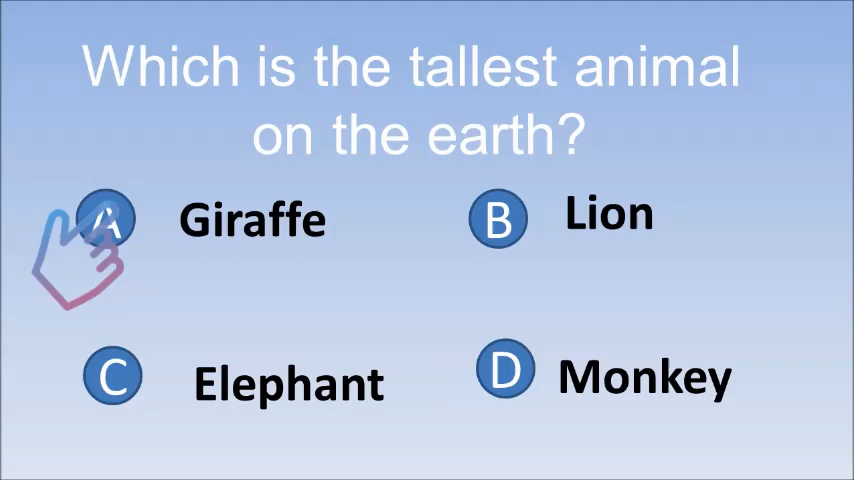 Which is the tallest animal
on the earth?
A Giraffe
B Lion
C Elephant
D Monkey